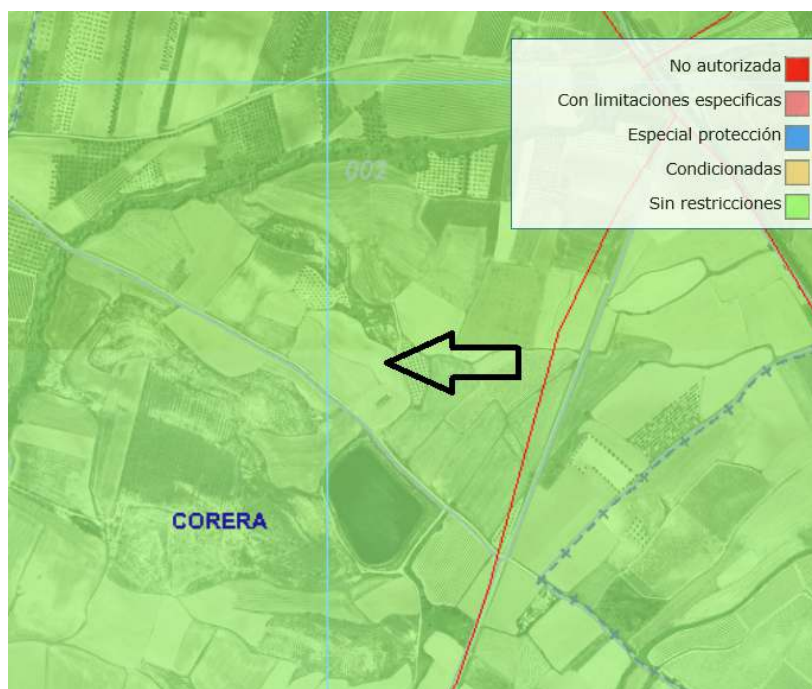 No autorizada
Con limitaciones especificas
Especial protección
Condicionadas
Sin restricciones
002
CORERA